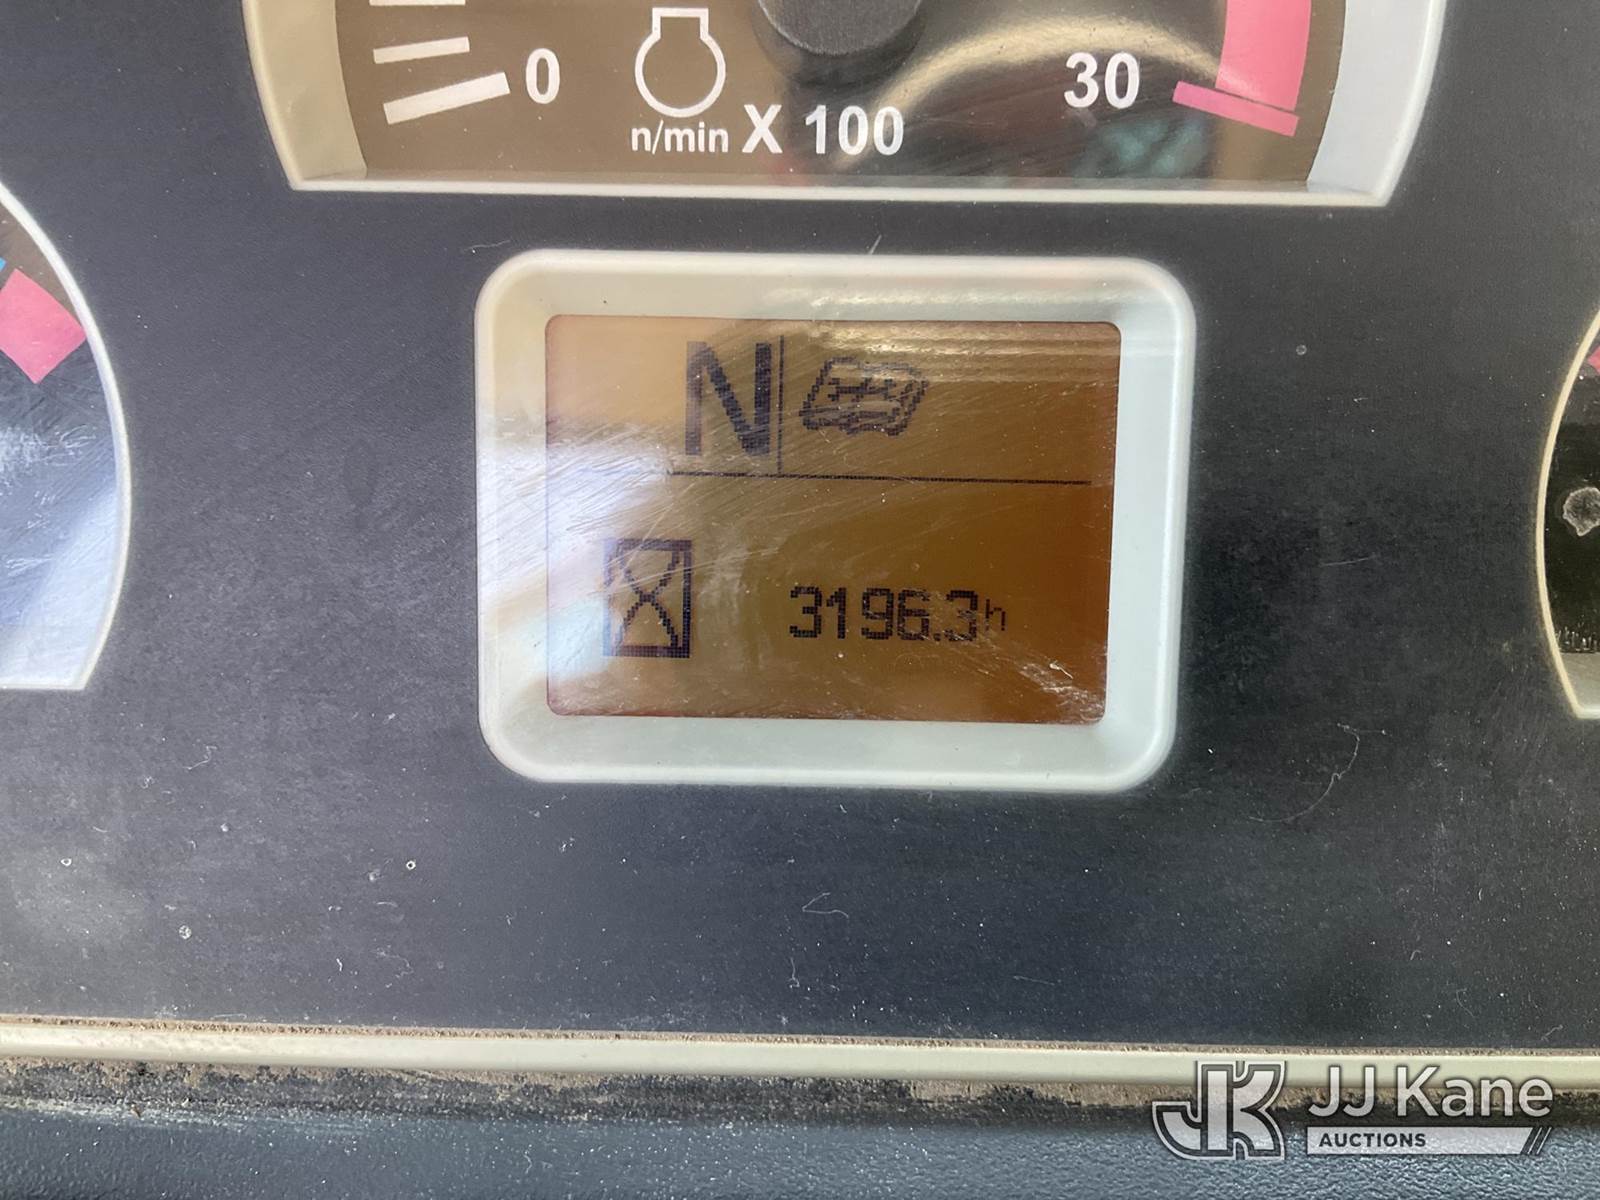 0
30
n/min X 100
N
3196.3h
JJ Kane
AUCTIONS